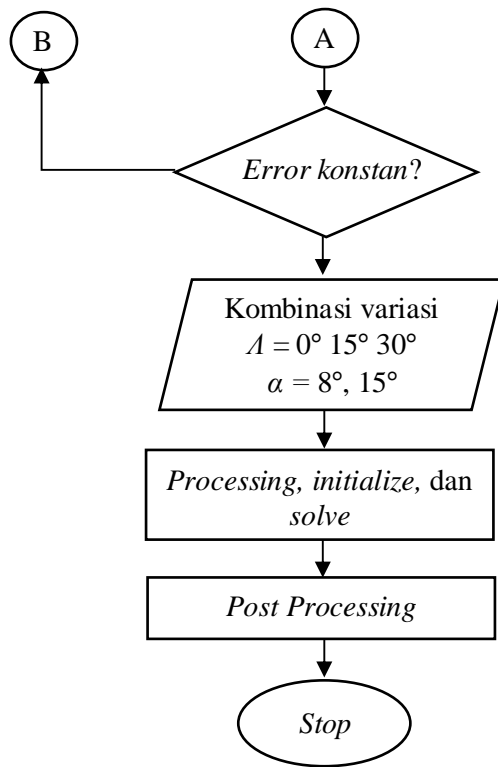 B
A
Error konstan?
Kombinasi variasi
Λ = 0° 15° 30°
α = 8°, 15°
Processing, initialize, dan
solve
Post Processing
Stop